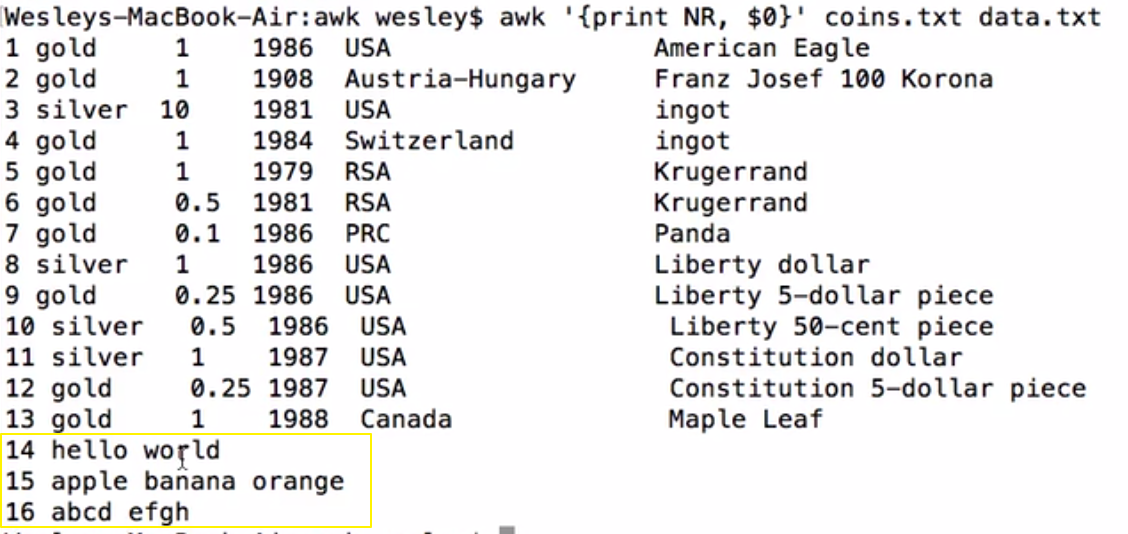 Wesleys-MacBook-Air:awk wesley$ awk '{print NR, $0}' coins.txt data.txt
1 gold     1    1986  USA                 American Eagle
2 gold     1    1908  Austria-Hungary     Franz Josef 100 Korona
3 silver  10    1981  USA                 ingot
4 gold     1    1984  Switzerland         ingot
5 gold     1    1979  RSA                 Krugerrand
6 gold     0.5  1981  RSA                 Krugerrand
7 gold     0.1  1986  PRC                 Panda
8 silver   1    1986  USA                 Liberty dollar
9 gold     0.25 1986  USA                 Liberty 5-dollar piece
10 silver   0.5  1986  USA                 Liberty 50-cent piece
11 silver   1    1987  USA                 Constitution dollar
12 gold     0.25 1987  USA                 Constitution 5-dollar piece
13 gold     1    1988  Canada              Maple Leaf
14 hello world
15 apple banana orange
16 abcd efgh